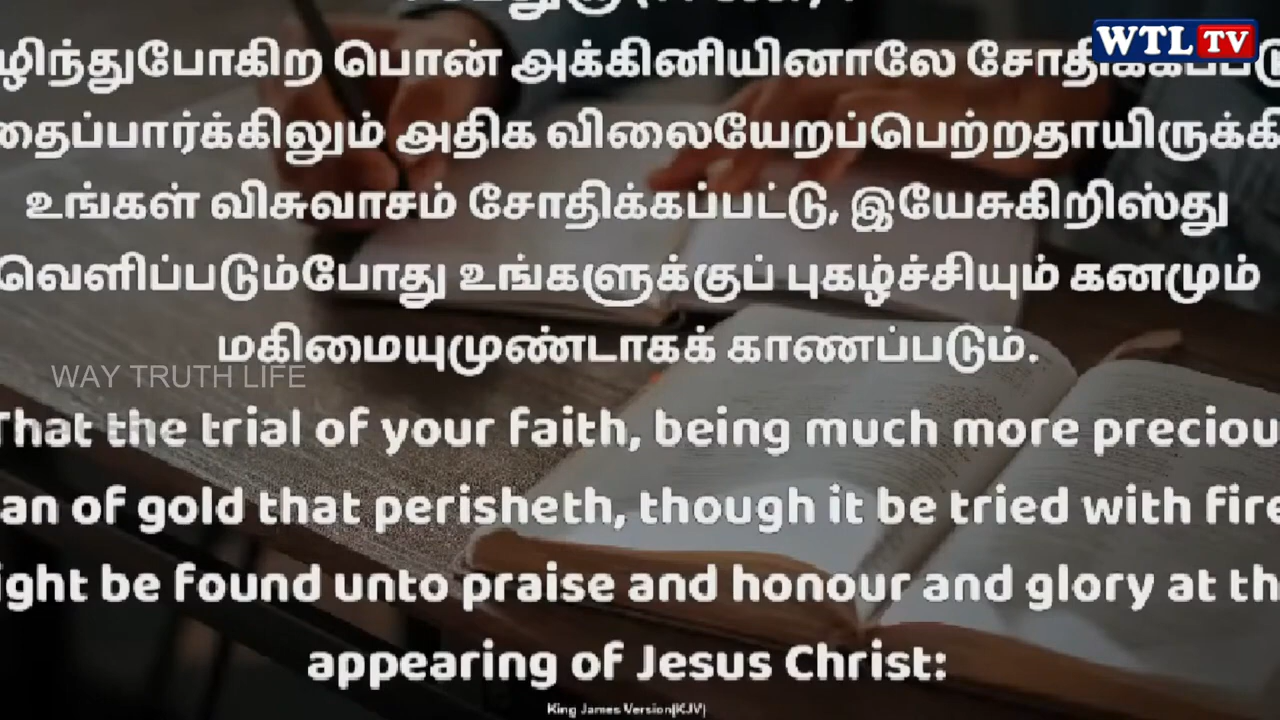 WTL TV
ழிந்துபோகிற பொன் அக்கினியினாலே சோதிக்கப்படு
தைப்பார்க்கிலும் அதிக விலையேறப்பெற்றதாயிருக்கி
உங்கள் விசுவாசம் சோதிக்கப்பட்டு, இயேசுகிறிஸ்து
வெளிப்படும்போது உங்களுக்குப் புகழ்ச்சியும் கனமும்
மகிமையுமுண்டாகக் காணப்படும்.
WAY TRUTH LIFE
That the trial of your faith, being much more preciou
an of gold that perisheth, though it be tried with fire
ight be found unto praise and honour and glory at th
appearing of Jesus Christ:
King James Version(KJV)